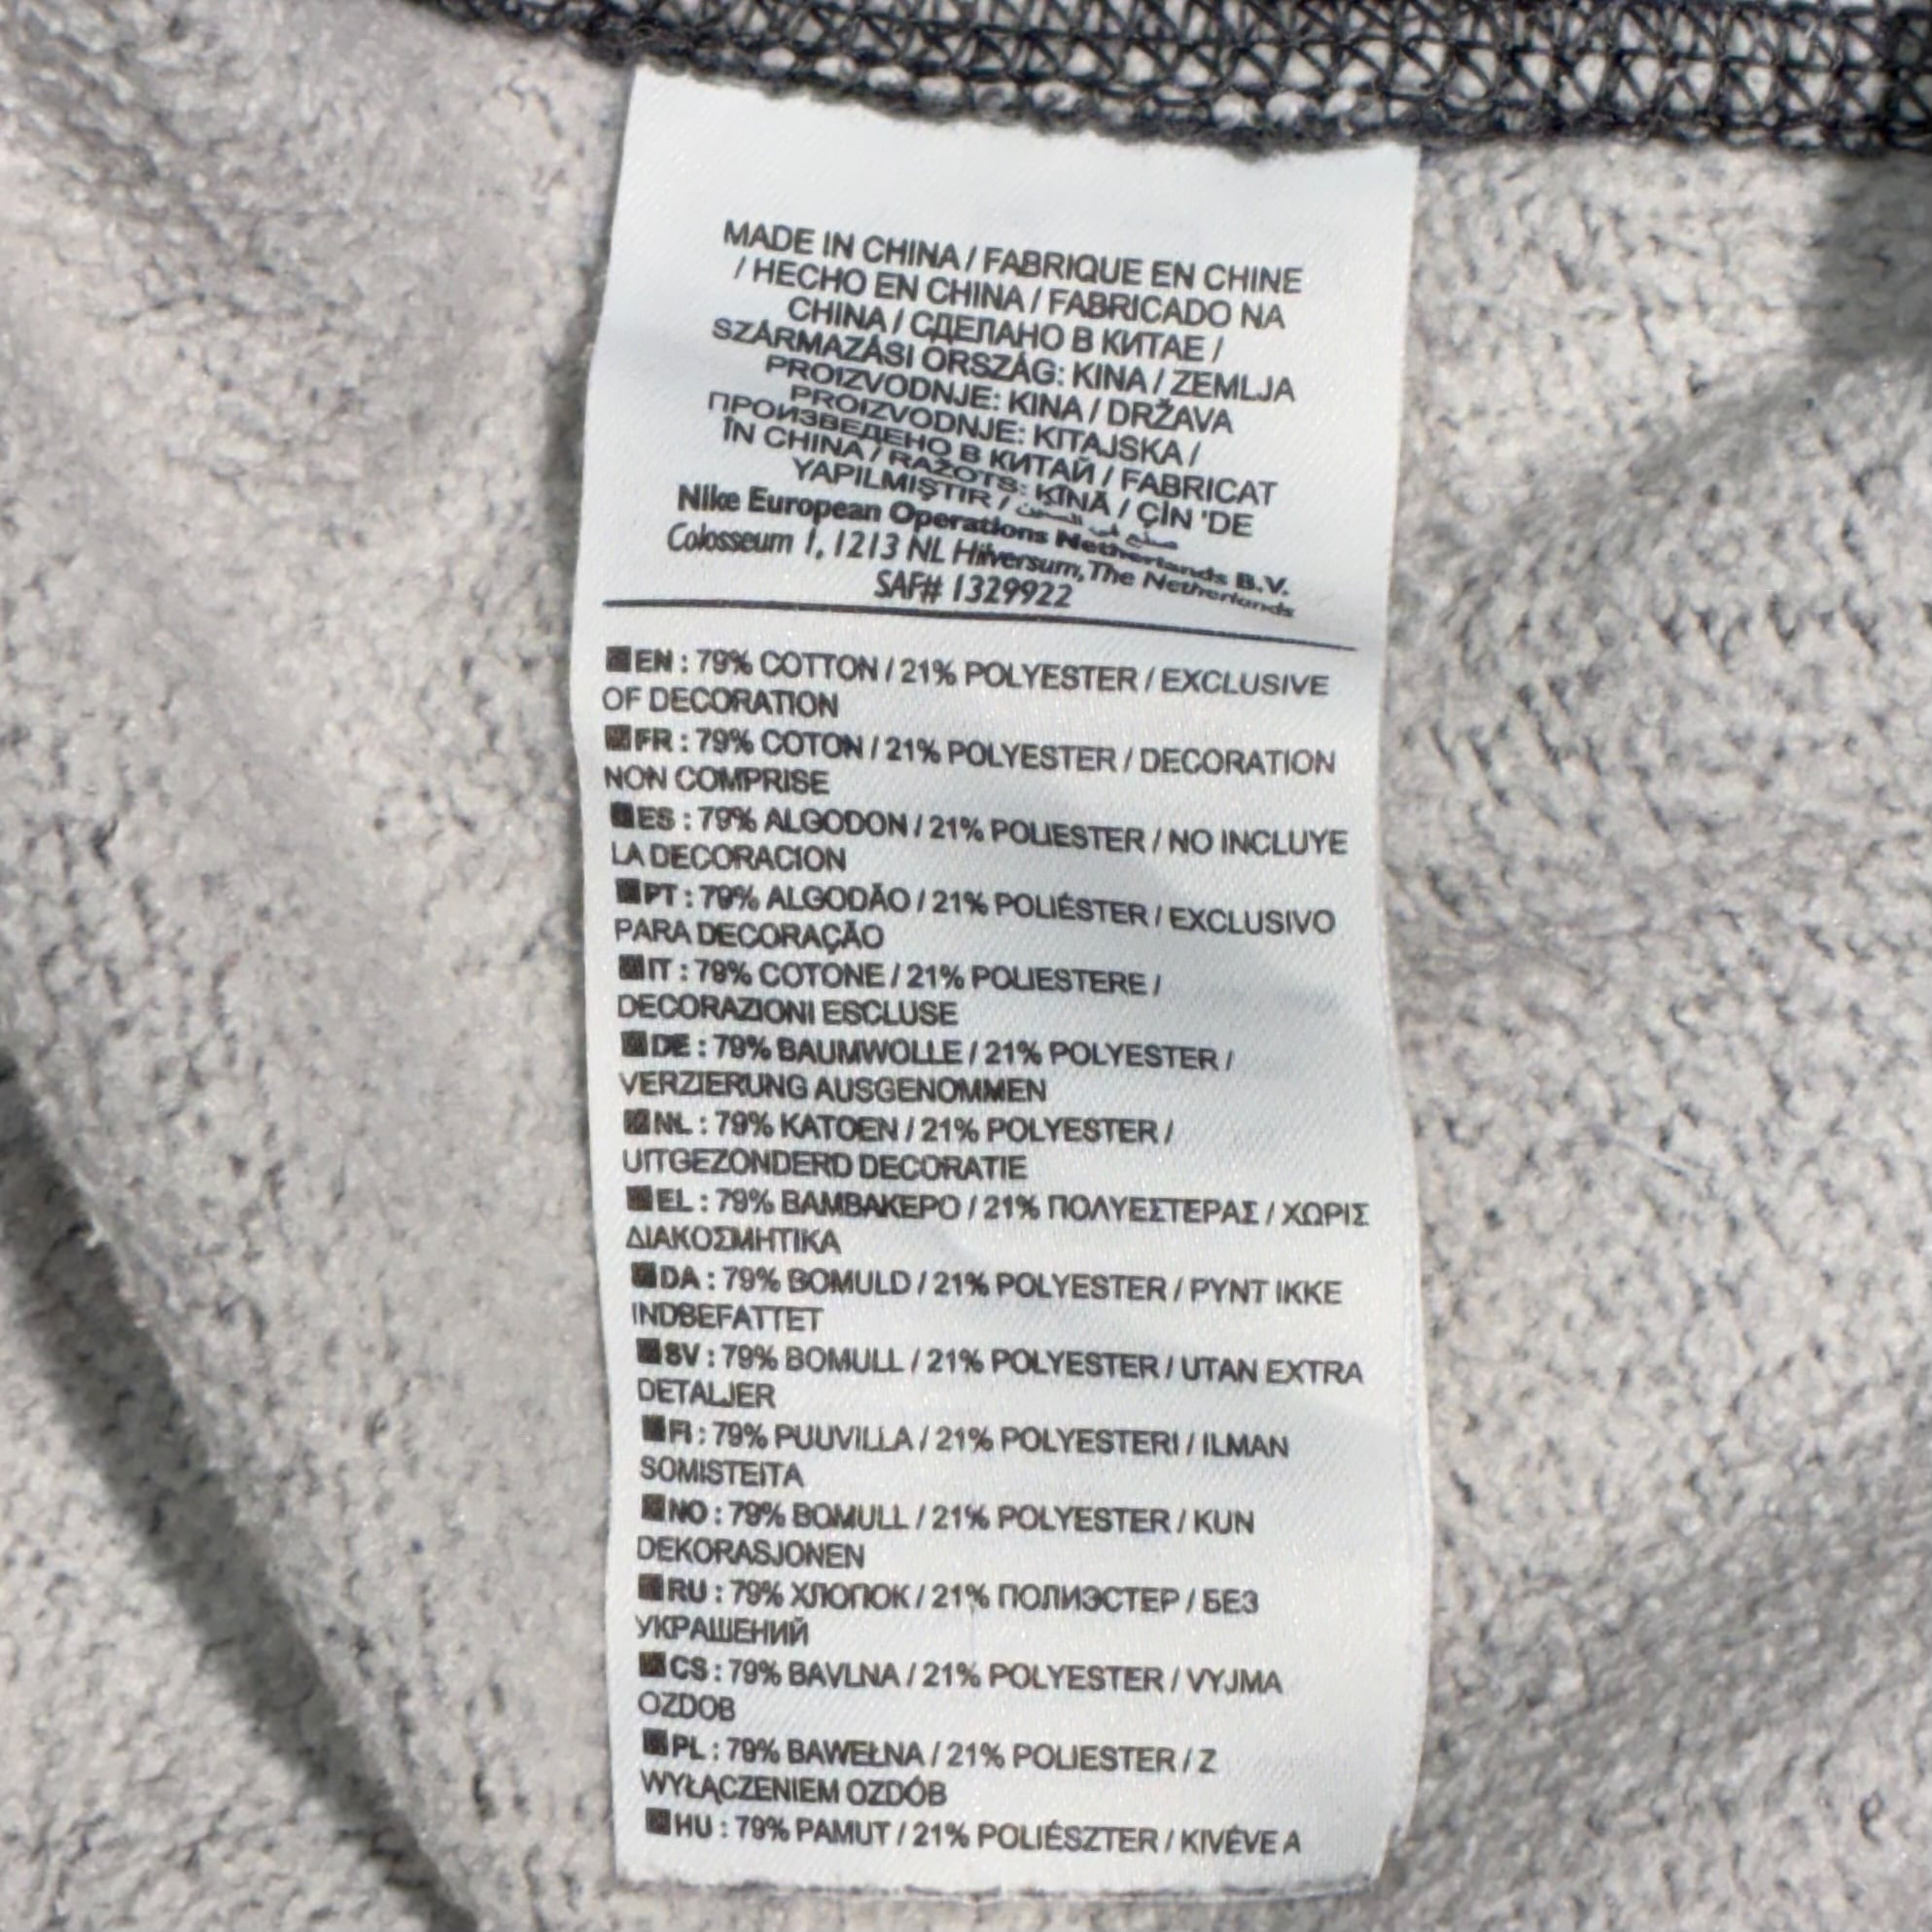 MADE IN CHINA / FABRIQUE EN CHINE
/ HECHO EN CHINA / FABRICADO NA
CHINA / СДЕЛАНО В КИТАЕ /
SZÁRMAZÁSI ORSZÁG: KINA / ZEMLJA
PROIZVODNJE: KINA / DRŽAVA
PROIZVODNJE: KITAJSKA /
ПРОИЗВЕДЕНО В КИТАЙ / FABRICAT
ÎN CHINA / RAŽOTS: ĶĪNĀ / ÇİN 'DE
YAPILMIŞTIR / صنع في الصين
Nike European Operations Netherlands B.V.
Colosseum 1, 1213 NL Hilversum, The Netherlands
SAF# 1329922
EN : 79% COTTON / 21% POLYESTER / EXCLUSIVE
OF DECORATION
FR : 79% COTON / 21% POLYESTER / DECORATION
NON COMPRISE
ES : 79% ALGODON / 21% POLIESTER / NO INCLUYE
LA DECORACION
PT : 79% ALGODÃO / 21% POLIÉSTER / EXCLUSIVO
PARA DECORAÇÃO
IT : 79% COTONE / 21% POLIESTERE /
DECORAZIONI ESCLUSE
DE : 79% BAUMWOLLE / 21% POLYESTER /
VERZIERUNG AUSGENOMMEN
NL : 79% KATOEN / 21% POLYESTER /
UITGEZONDERD DECORATIE
EL : 79% ΒΑΜΒΑΚΕΡΟ / 21% ΠΟΛΥΕΣΤΕΡΑΣ / ΧΩΡΙΣ
ΔΙΑΚΟΣΜΗΤΙΚΑ
DA : 79% BOMULD / 21% POLYESTER / PYNT IKKE
INDBEFATTET
SV : 79% BOMULL / 21% POLYESTER / UTAN EXTRA
DETALJER
FI : 79% PUUVILLA / 21% POLYESTERI / ILMAN
SOMISTEITA
NO : 79% BOMULL / 21% POLYESTER / KUN
DEKORASJONEN
RU : 79% ХЛОПОК / 21% ПОЛИЭСТЕР / БЕЗ
УКРАШЕНИЙ
CS : 79% BAVLNA / 21% POLYESTER / VYJMA
OZDOB
PL : 79% BAWEŁNA / 21% POLIESTER / Z
WYŁĄCZENIEM OZDÓB
HU : 79% PAMUT / 21% POLIÉSZTER / KIVÉVE A